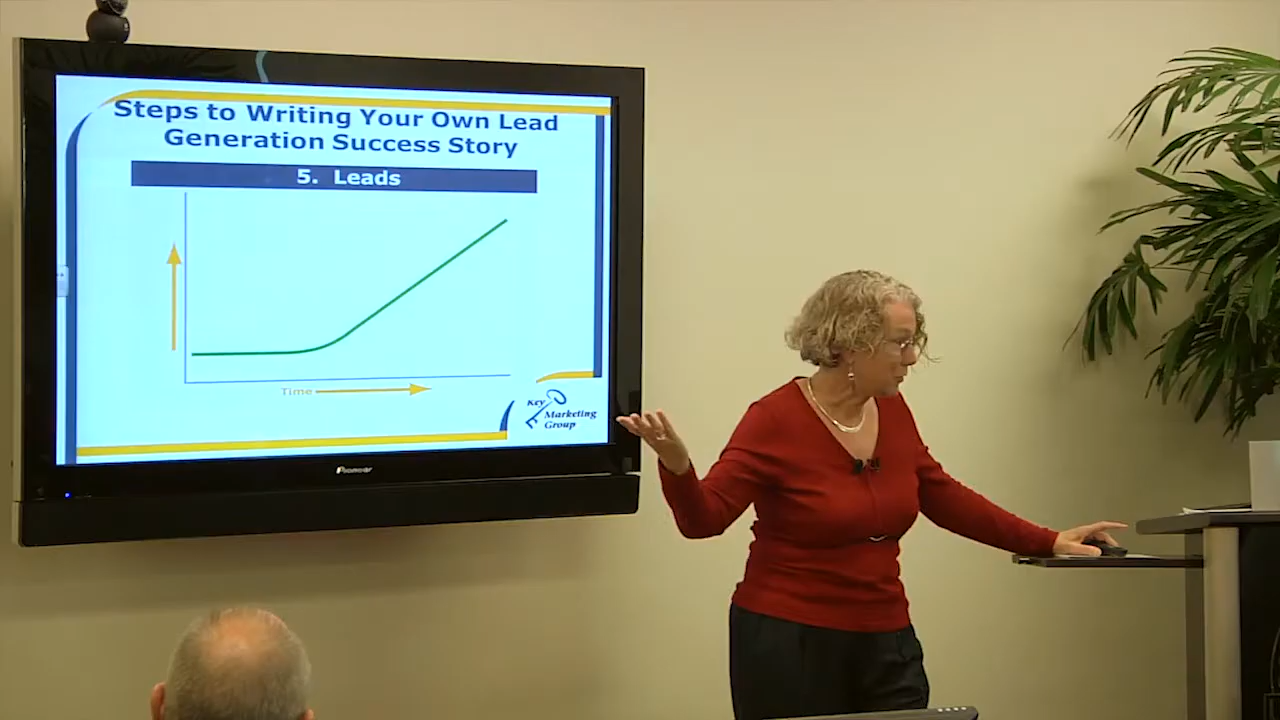 Steps to Writing Your Own Lead
Generation Success Story
5. Leads
Time
Key
Marketing
Group
Pioneer